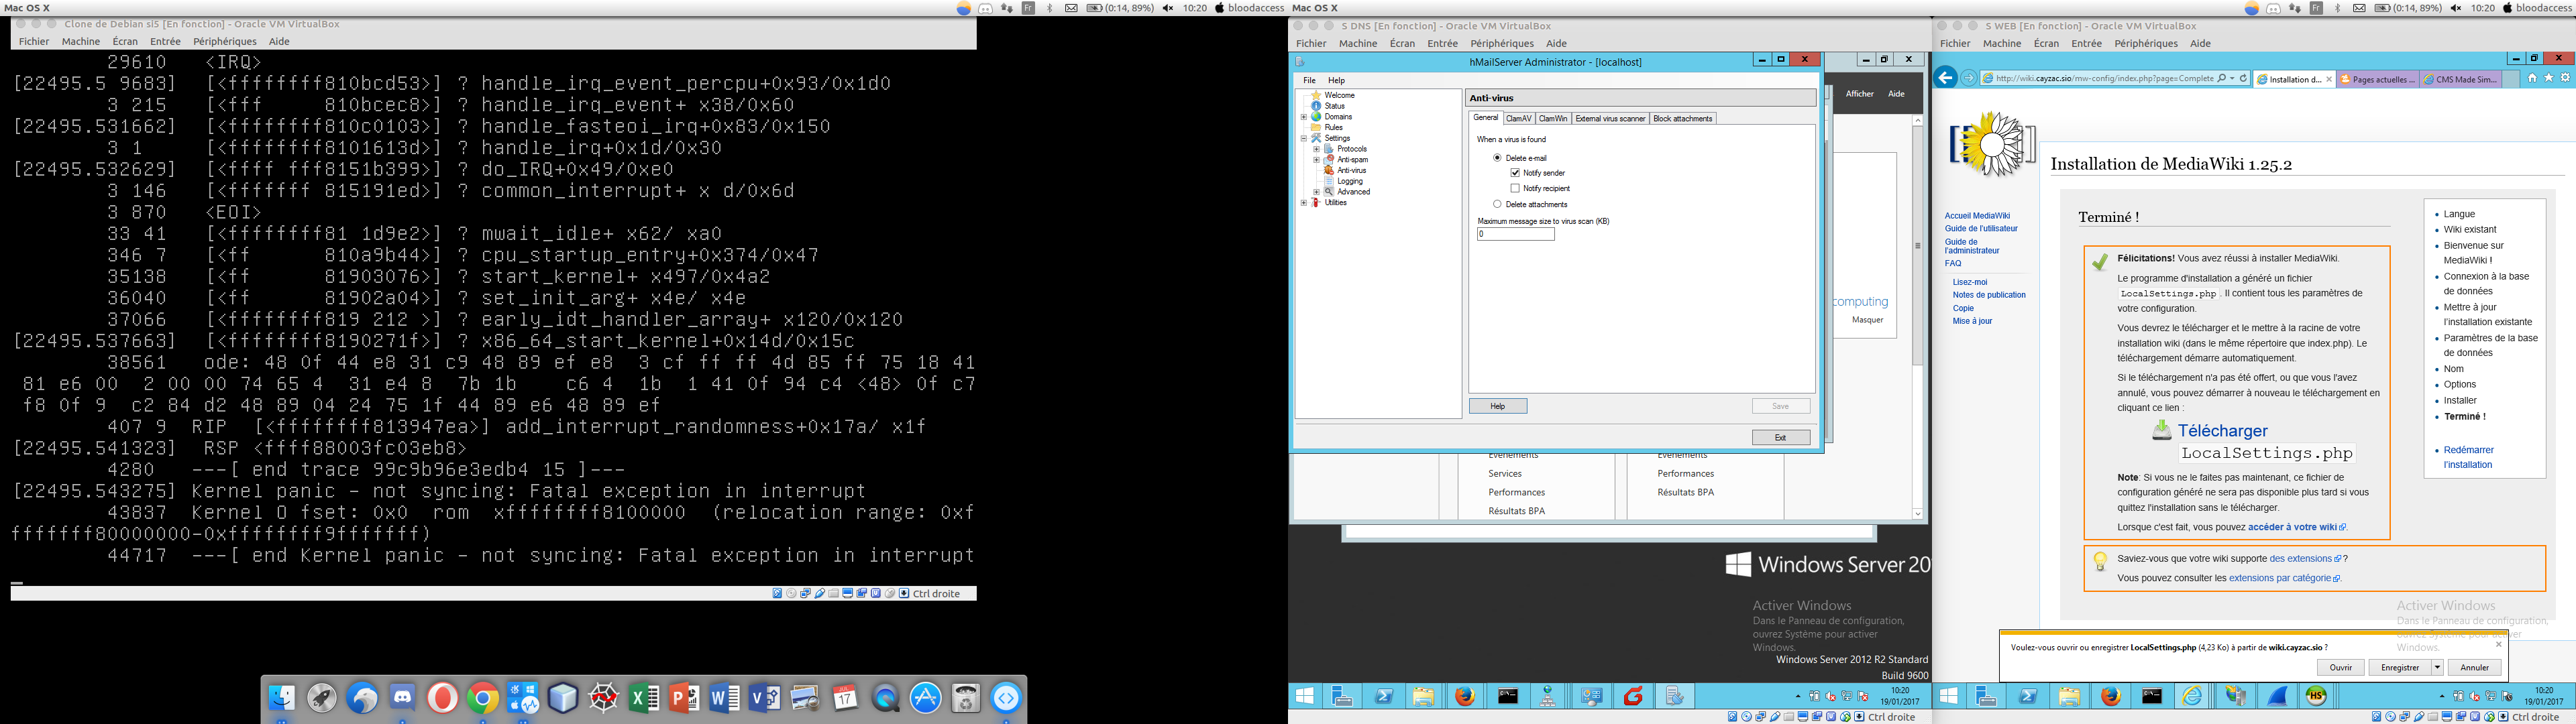 Mac OS X
Fr
(0:14, 89%)
10:20
bloodaccess
Mac OS X
Fr
(0:14, 89%)
10:20
bloodaccess
Clone de Debian si5 [En fonction] - Oracle VM VirtualBox
Fichier Machine Écran Entrée Périphériques Aide
29610 <IRQ>
[22495.5 9683] [<ffffffff810bcd53>] ? handle_irq_event_percpu+0x93/0x1d0
3 215 [<fff 810bcec8>] ? handle_irq_event+ x38/0x60
[22495.531662] [<ffffffff810c0103>] ? handle_fasteoi_irq+0x83/0x150
3 1 [<ffffffff8101613d>] ? handle_irq+0x1d/0x30
[22495.532629] [<ffff fff8151b399>] ? do_IRQ+0x49/0xe0
3 146 [<fffffff 815191ed>] ? common_interrupt+ x d/0x6d
3 870 <EOI>
33 41 [<ffffffff81 1d9e2>] ? mwait_idle+ x62/ xa0
346 7 [<ff 810a9b44>] ? cpu_startup_entry+0x374/0x47
35138 [<ff 81903076>] ? start_kernel+ x497/0x4a2
36040 [<ff 81902a04>] ? set_init_arg+ x4e/ x4e
37066 [<ffffffff819 212 >] ? early_idt_handler_array+ x120/0x120
[22495.537663] [<ffffffff8190271f>] ? x86_64_start_kernel+0x14d/0x15c
38561 ode: 48 0f 44 e8 31 c9 48 89 ef e8 3 cf ff ff 4d 85 ff 75 18 41
81 e6 00 2 00 00 74 65 4 31 e4 8 7b 1b c6 4 1b 1 41 0f 94 c4 <48> 0f c7
f8 0f 9 c2 84 d2 48 89 04 24 75 1f 44 89 e6 48 89 ef
407 9 RIP [<ffffffff813947ea>] add_interrupt_randomness+0x17a/ x1f
[22495.541323] RSP <ffff88003fc03eb8>
4280 ---[ end trace 99c9b96e3edb4 15 ]---
[22495.543275] Kernel panic - not syncing: Fatal exception in interrupt
43837 Kernel O fset: 0x0 rom xffffffff8100000 (relocation range: 0xf
fffffff80000000-0xffffffff9fffffff)
44717 ---[ end Kernel panic - not syncing: Fatal exception in interrupt
Ctrl droite
JUL
17
S DNS [En fonction] - Oracle VM VirtualBox
Fichier Machine Écran Entrée Périphériques Aide
hMailServer Administrator - [localhost]
File Help
Welcome
Status
Domains
Rules
Settings
Protocols
Anti-spam
Anti-virus
Logging
Advanced
Utilities
Anti-virus
General ClamAV ClamWin External virus scanner Block attachments
When a virus is found
Delete e-mail
Notify sender
Notify recipient
Delete attachments
Maximum message size to virus scan (KB)
0
Help
Save
Exit
Afficher Aide
computing
Masquer
Événements
Services
Performances
Résultats BPA
Événements
Performances
Résultats BPA
Windows Server 20
Activer Windows
Dans le Panneau de configuration,
ouvrez Système pour activer
Windows.
Windows Server 2012 R2 Standard
Build 9600
10:20
19/01/2017
Ctrl droite
S WEB [En fonction] - Oracle VM VirtualBox
Fichier Machine Écran Entrée Périphériques Aide
http://wiki.cayzac.sio/mw-config/index.php?page=Complete
Installation d...
Pages actuelles ...
CMS Made Sim...
Installation de MediaWiki 1.25.2
Accueil MediaWiki
Guide de l'utilisateur
Guide de
l'administrateur
FAQ
Lisez-moi
Notes de publication
Copie
Mise à jour
Terminé !
Félicitations! Vous avez réussi à installer MediaWiki.
Le programme d'installation a généré un fichier
LocalSettings.php . Il contient tous les paramètres de
votre configuration.
Vous devrez le télécharger et le mettre à la racine de votre
installation wiki (dans le même répertoire que index.php). Le
téléchargement démarre automatiquement.
Si le téléchargement n'a pas été offert, ou que vous l'avez
annulé, vous pouvez démarrer à nouveau le téléchargement en
cliquant ce lien :
Télécharger
LocalSettings.php
Note: Si vous ne le faites pas maintenant, ce fichier de
configuration généré ne sera pas disponible plus tard si vous
quittez l'installation sans le télécharger.
Lorsque c'est fait, vous pouvez accéder à votre wiki.
Saviez-vous que votre wiki supporte des extensions ?
Vous pouvez consulter les extensions par catégorie.
Langue
Wiki existant
Bienvenue sur
MediaWiki !
Connexion à la base
de données
Mettre à jour
l'installation existante
Paramètres de la base
de données
Nom
Options
Installer
Terminé !
Redémarrer
l'installation
Activer Windows
Dans le Panneau de configuration,
ouvrez Système pour activer
Windows.
Voulez-vous ouvrir ou enregistrer LocalSettings.php (4,23 Ko) à partir de wiki.cayzac.sio ?
Ouvrir Enregistrer Annuler
HS
10:20
19/01/2017
Ctrl droite